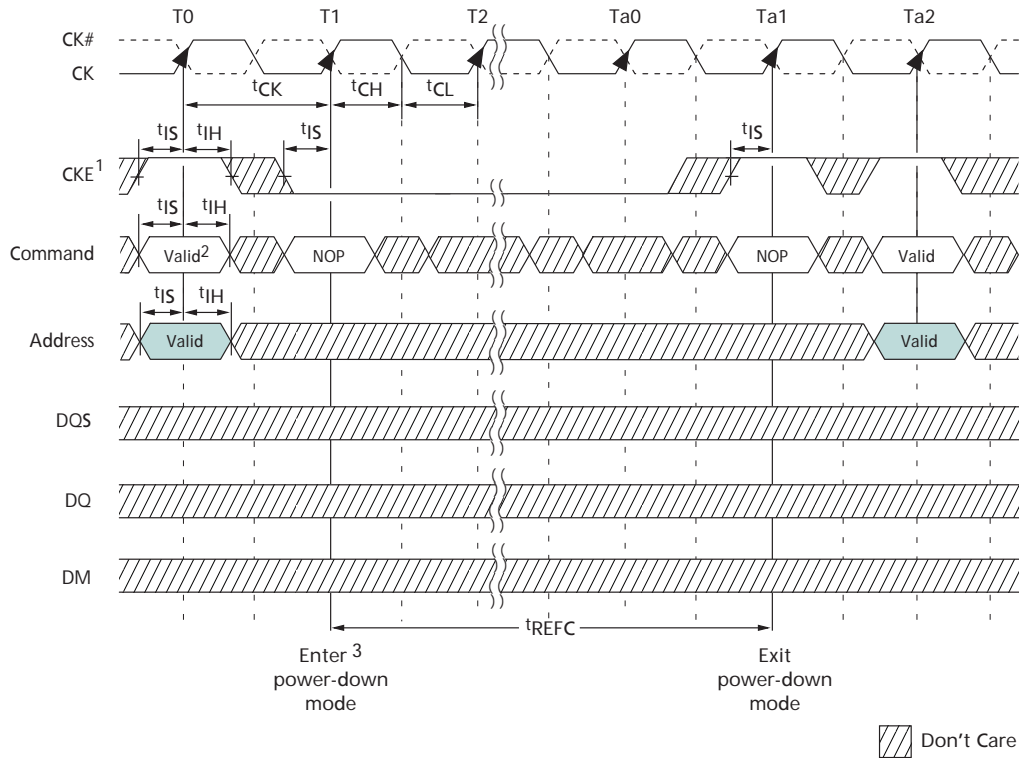 T0 T1 T2 Ta0 Ta1 Ta2
CK#
CK
tCK tCH tCL
tIS tIH tIS tIS
CKE1
tIS tIH
Command Valid2 NOP NOP Valid
tIS tIH
Address Valid Valid
DQS
DQ
DM
tREFC
Enter 3
power-down
mode
Exit
power-down
mode
Don't Care